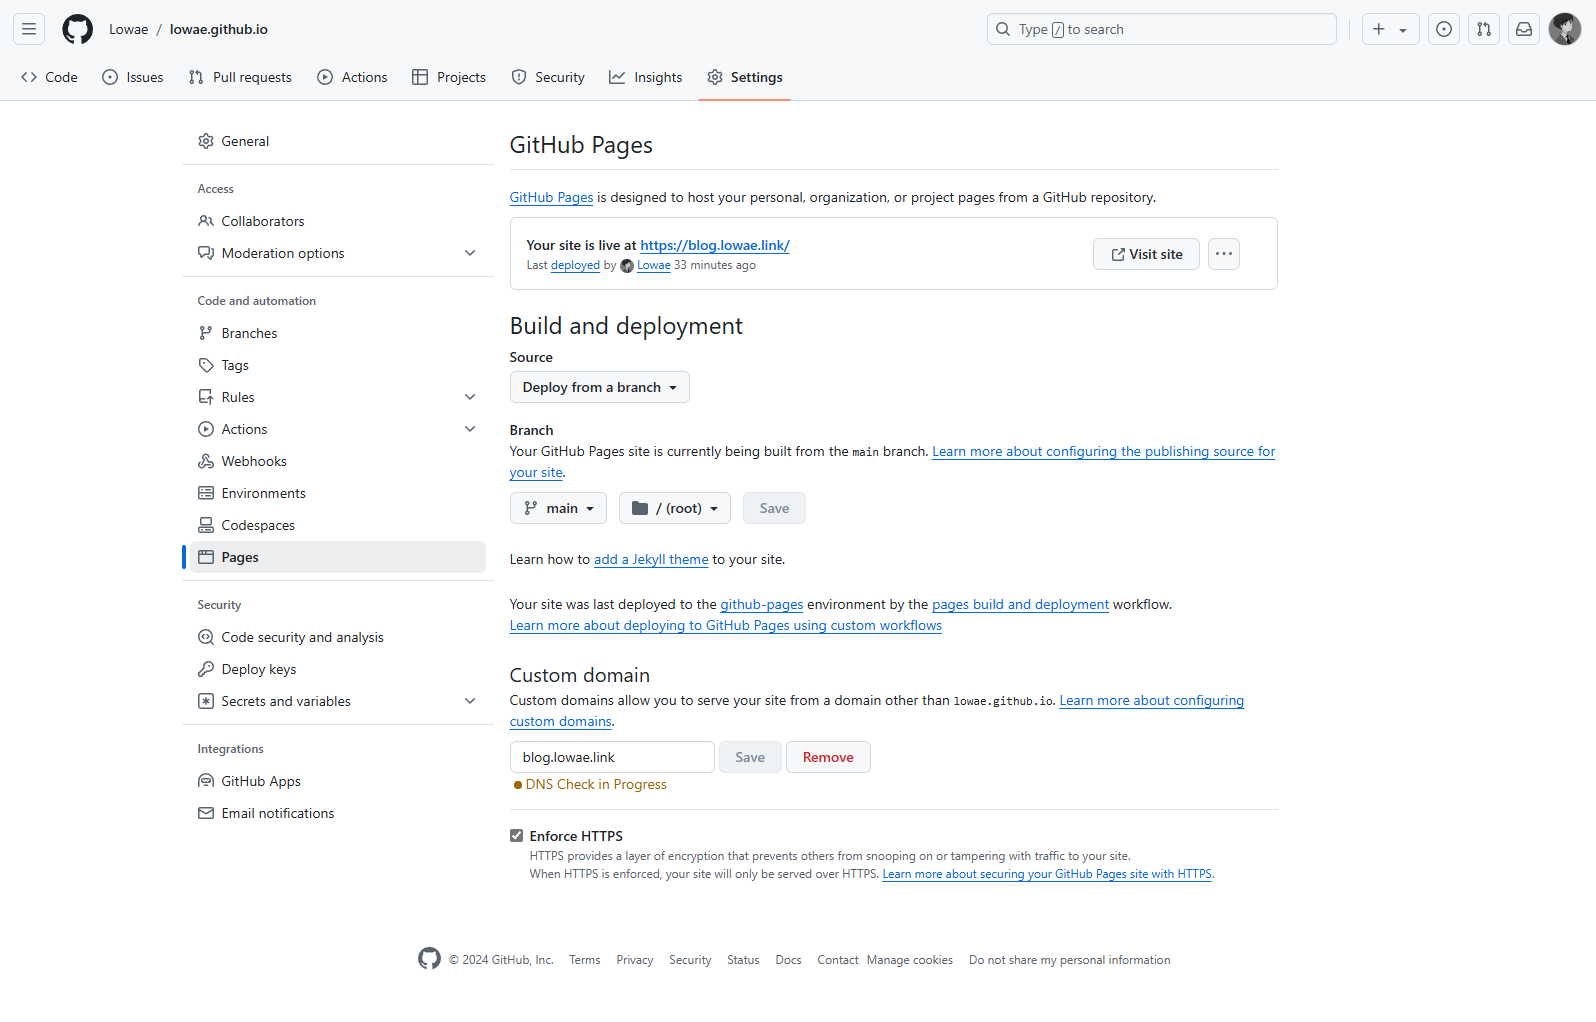 Lowae / lowae.github.io
Type / to search
Code Issues Pull requests Actions Projects Security Insights Settings
General
Access
Collaborators
Moderation options
Code and automation
Branches
Tags
Rules
Actions
Webhooks
Environments
Codespaces
Pages
Security
Code security and analysis
Deploy keys
Secrets and variables
Integrations
GitHub Apps
Email notifications
GitHub Pages
GitHub Pages is designed to host your personal, organization, or project pages from a GitHub repository.
Your site is live at https://blog.lowae.link/
Last deployed by Lowae 33 minutes ago
Visit site
Build and deployment
Source
Deploy from a branch
Branch
Your GitHub Pages site is currently being built from the main branch. Learn more about configuring the publishing source for
your site.
main / (root) Save
Learn how to add a Jekyll theme to your site.
Your site was last deployed to the github-pages environment by the pages build and deployment workflow.
Learn more about deploying to GitHub Pages using custom workflows
Custom domain
Custom domains allow you to serve your site from a domain other than lowae.github.io. Learn more about configuring
custom domains.
blog.lowae.link Save Remove
DNS Check in Progress
Enforce HTTPS
HTTPS provides a layer of encryption that prevents others from snooping on or tampering with traffic to your site.
When HTTPS is enforced, your site will only be served over HTTPS. Learn more about securing your GitHub Pages site with HTTPS.
© 2024 GitHub, Inc. Terms Privacy Security Status Docs Contact Manage cookies Do not share my personal information